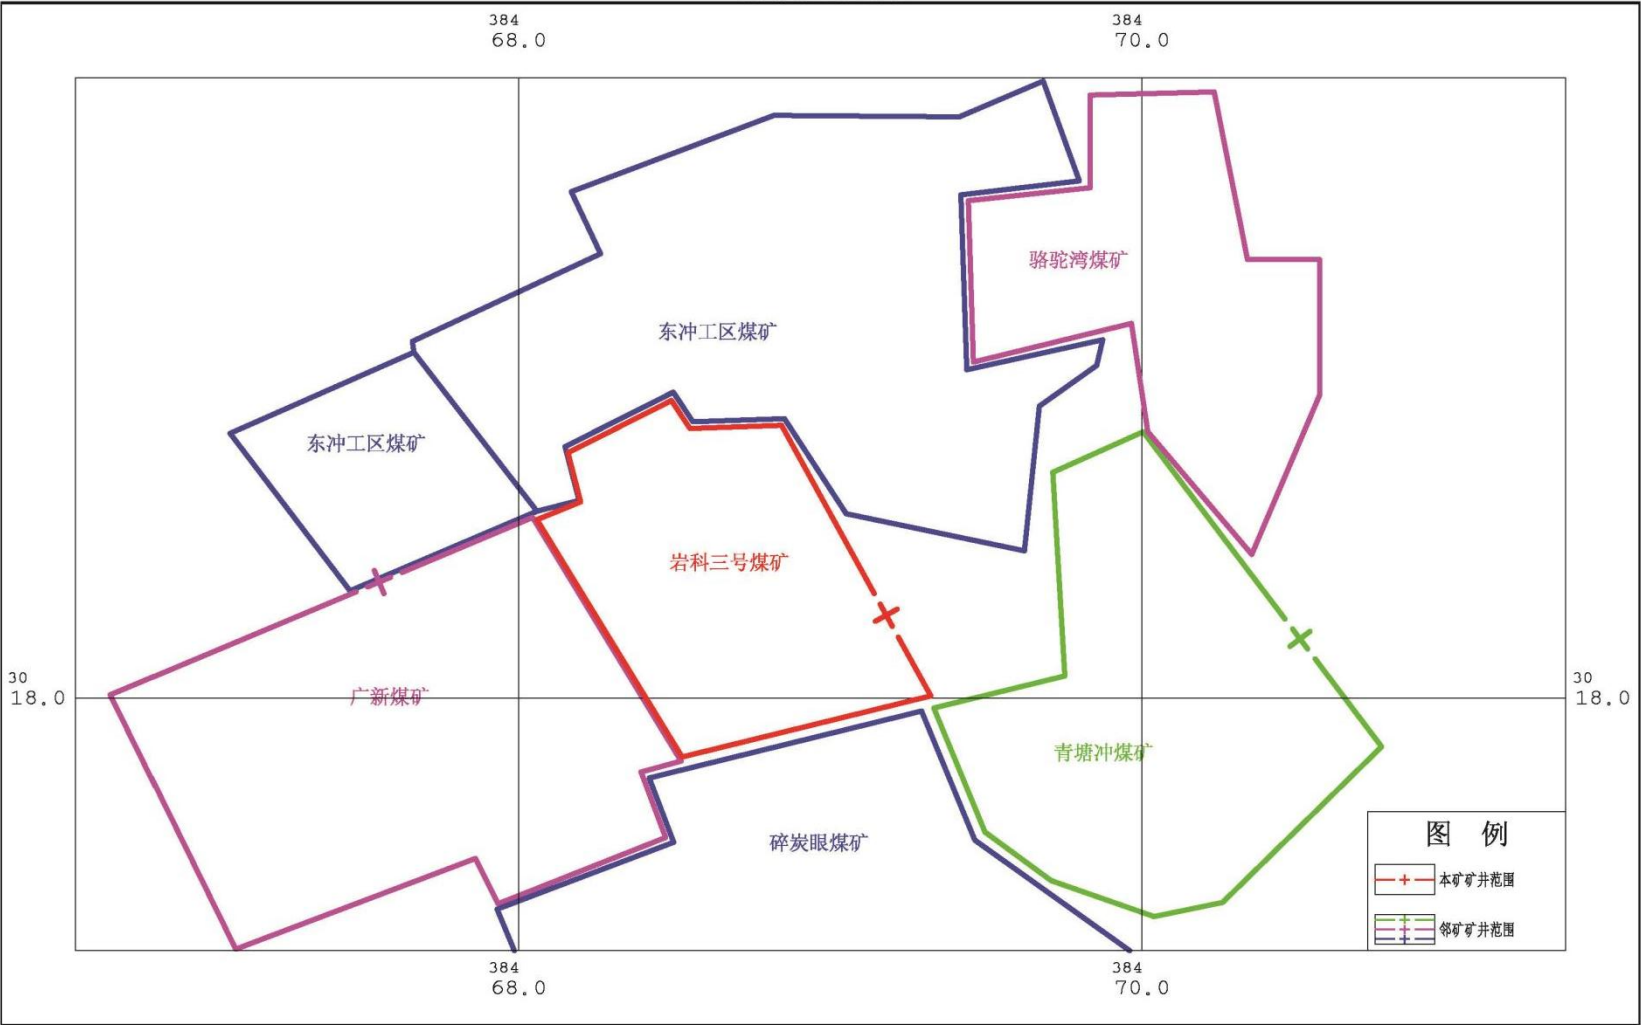 384
68.0
384
70.0
骆驼湾煤矿
东冲工区煤矿
东冲工区煤矿
岩科三号煤矿
30
18.0
广新煤矿
30
18.0
青塘冲煤矿
碎炭眼煤矿
图 例
本矿矿井范围
邻矿矿井范围
384
68.0
384
70.0